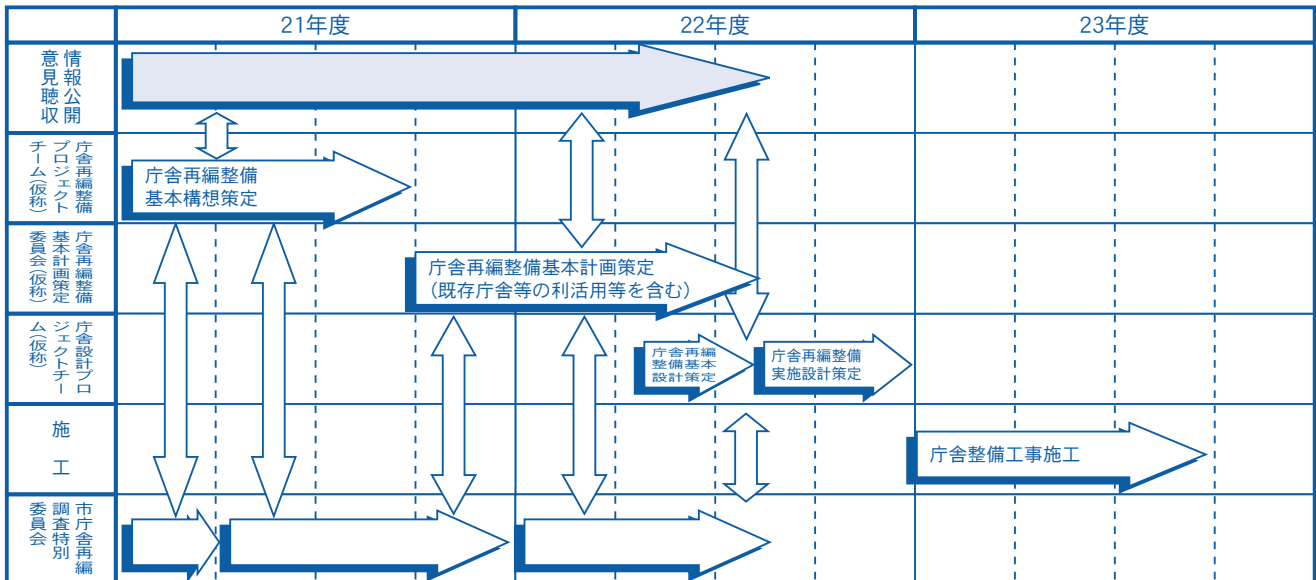 21年度
22年度
23年度
情報公開
意見聴収
庁舎再編整備
プロジェクト
チーム(仮称)
庁舎再編整備
基本構想策定
庁舎再編整備
基本計画策定
委員会(仮称)
庁舎再編整備基本計画策定
(既存庁舎等の利活用等を含む)
庁舎設計プロ
ジェクトチー
ム(仮称)
庁舎再編
整備基本
設計策定
庁舎再編整備
実施設計策定
施工
庁舎整備工事施工
市庁舎再編
調査特別
委員会